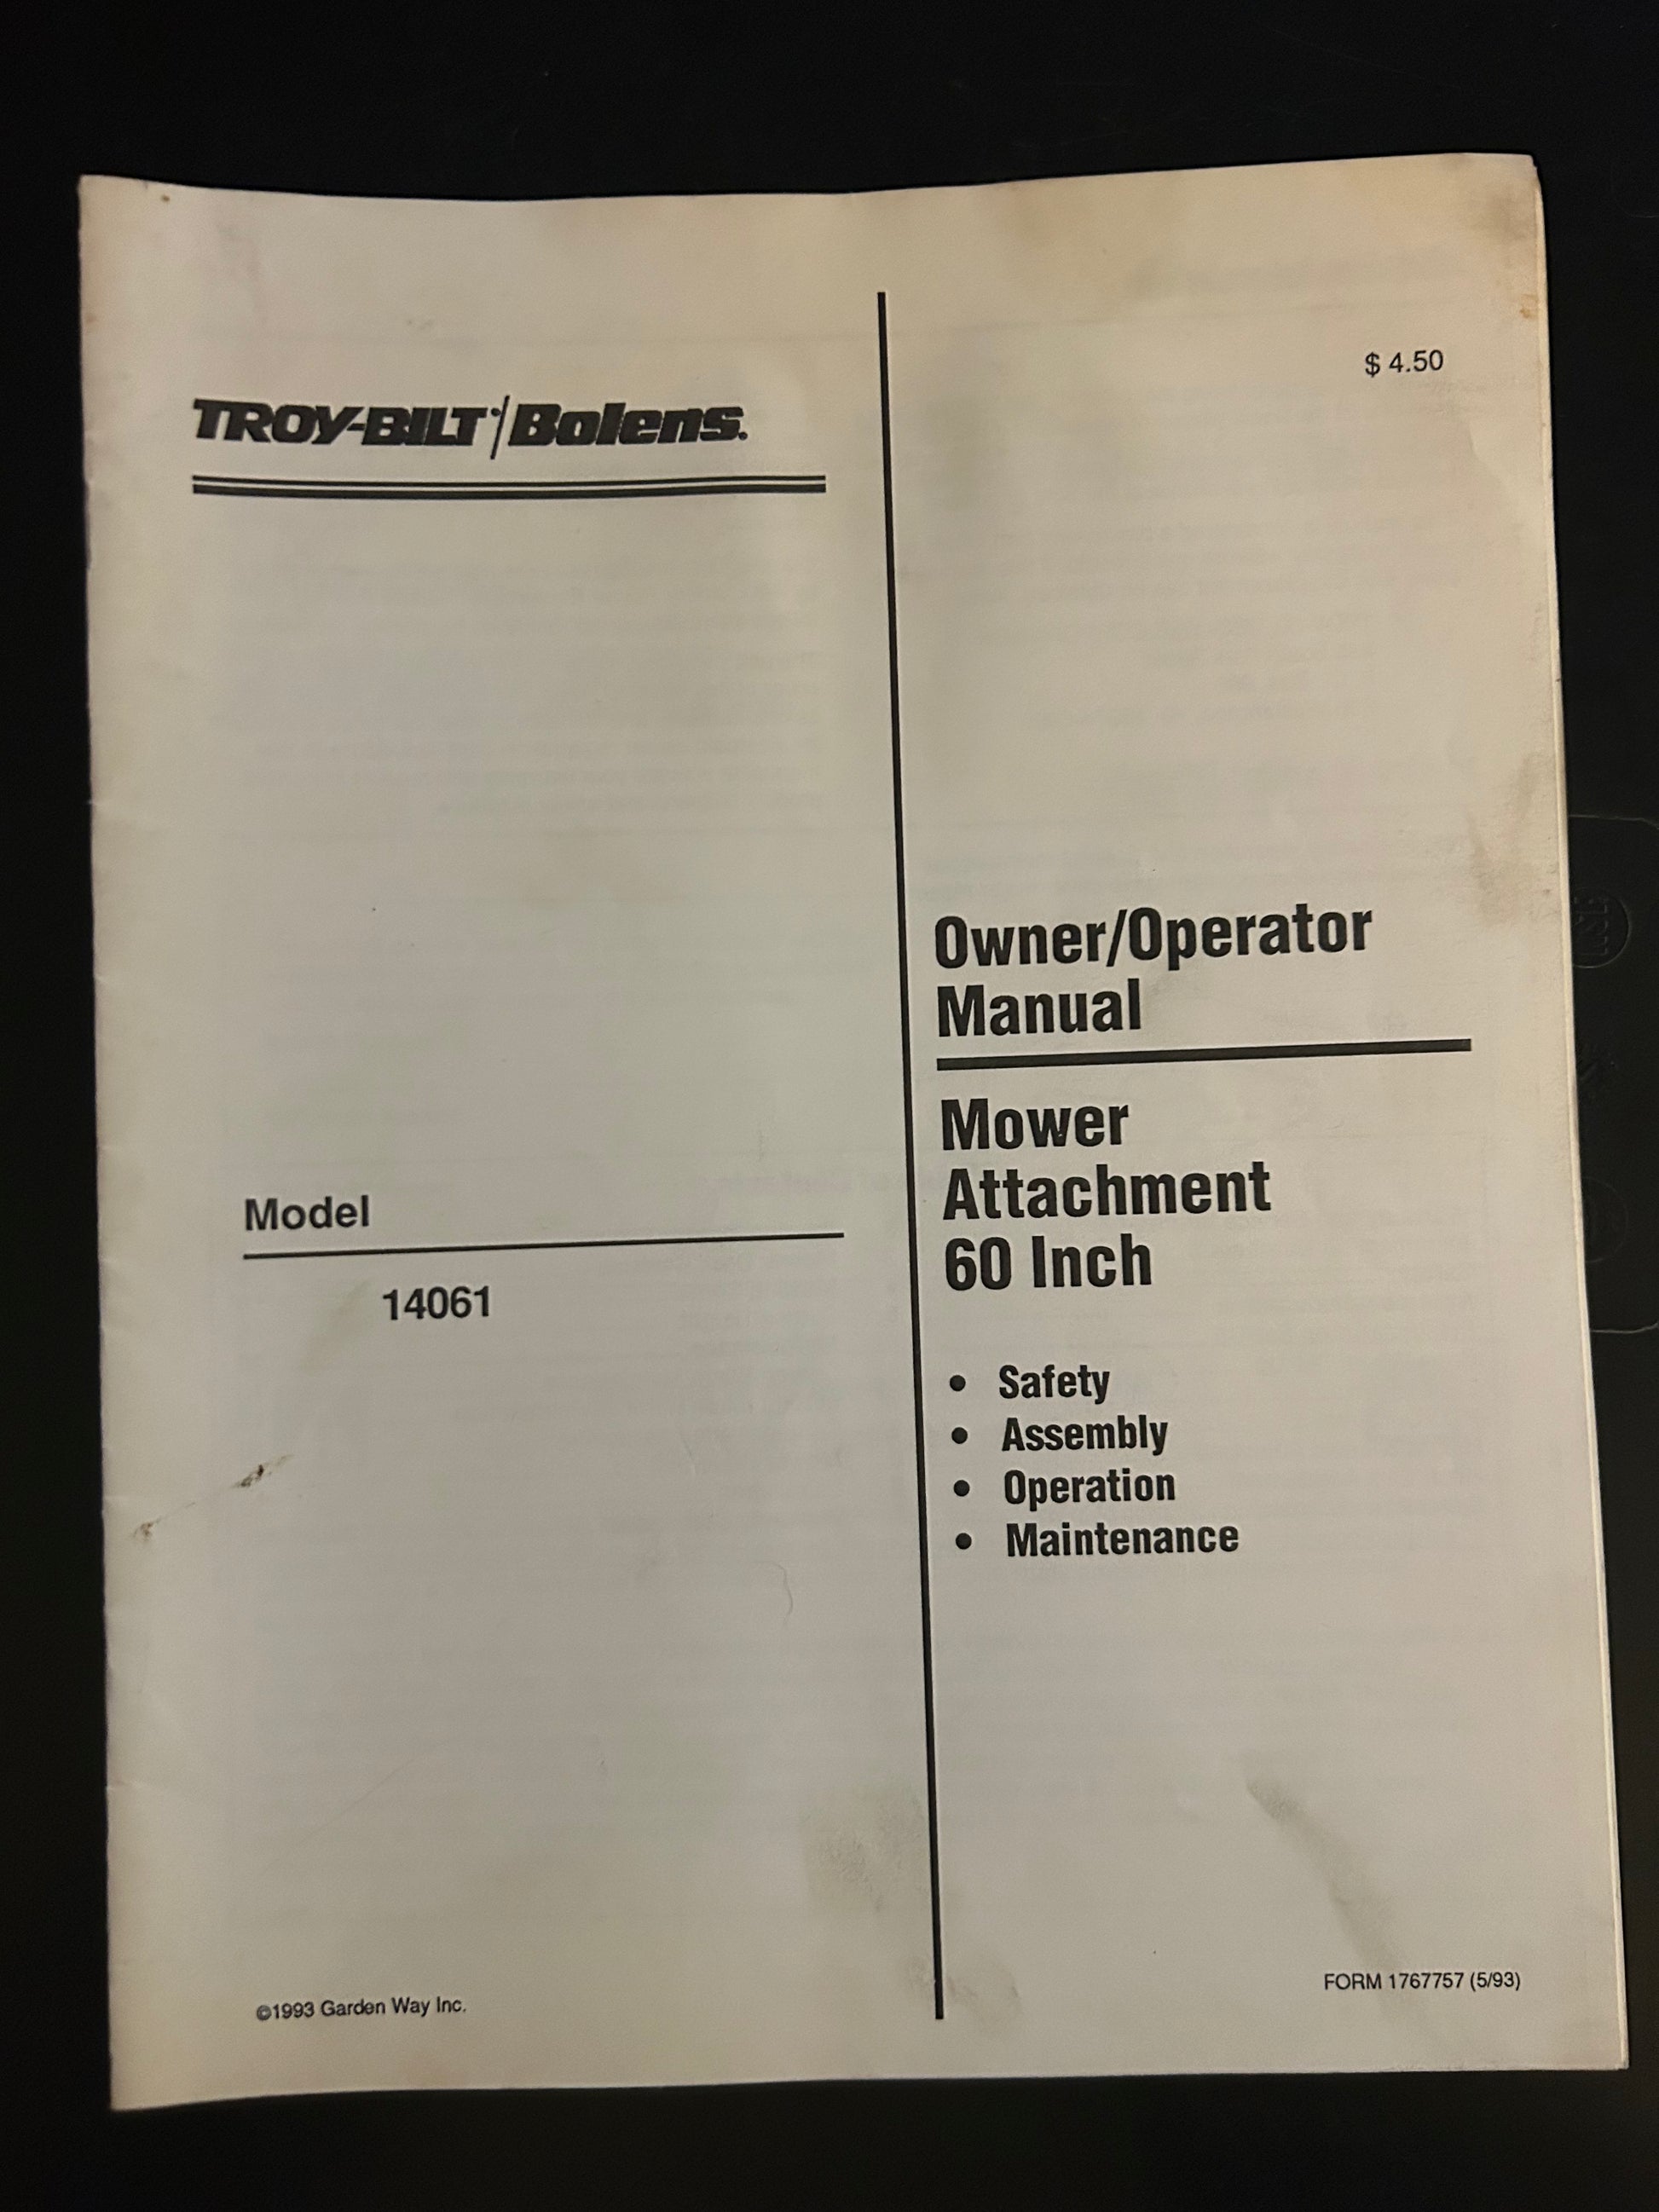 TROY-BILT®/Bolens®
$ 4.50
Owner/Operator
Manual
Mower
Attachment
60 Inch
• Safety
• Assembly
• Operation
• Maintenance
Model
14061
©1993 Garden Way Inc.
FORM 1767757 (5/93)